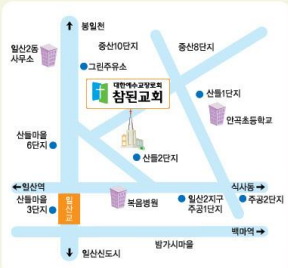 봉일천
중산10단지
중산8단지
일산2동
사무소
그린주유소
대한예수교장로회
참된교회
산들1단지
안곡초등학교
산들마을
6단지
산들2단지
←일산역
식사동→
산들마을
3단지
일산교
복음병원
일산2지구
주공1단지
주공2단지
백마역→
밤가시마을
일산신도시